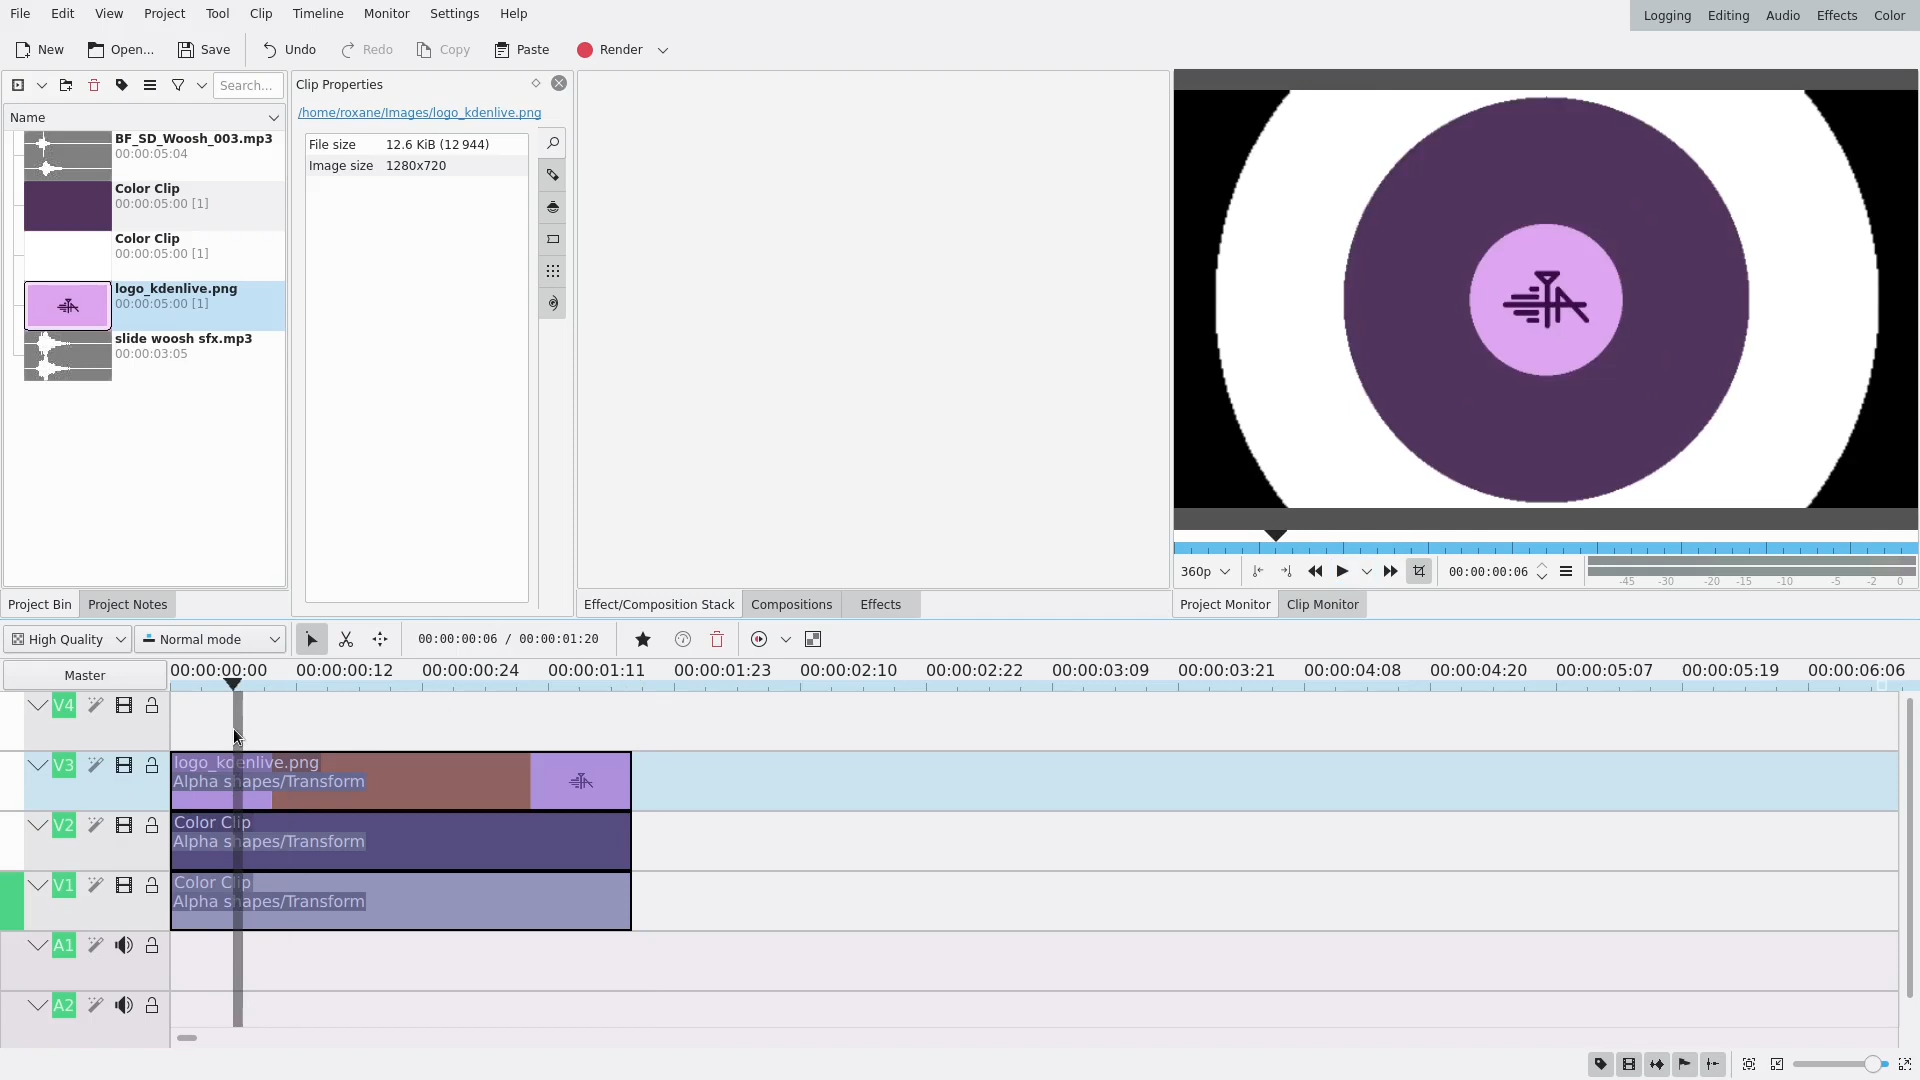 File Edit View Project Tool Clip Timeline Monitor Settings Help
Logging Editing Audio Effects Color
New Open... Save Undo Redo Copy Paste Render
Search...
Name
BF_SD_Woosh_003.mp3
00:00:05:04
Color Clip
00:00:05:00 [1]
Color Clip
00:00:05:00 [1]
logo_kdenlive.png
00:00:05:00 [1]
slide woosh sfx.mp3
00:00:03:05
Project Bin Project Notes
Clip Properties
/home/roxane/Images/logo_kdenlive.png
File size 12.6 KiB (12 944)
Image size 1280x720
Effect/Composition Stack Compositions Effects
360p 00:00:00:06 -45 -30 -20 -15 -10 -5 -2 0
Project Monitor Clip Monitor
High Quality Normal mode 00:00:00:06 / 00:00:01:20
Master 00:00:00:00 00:00:00:12 00:00:00:24 00:00:01:11 00:00:01:23 00:00:02:10 00:00:02:22 00:00:03:09 00:00:03:21 00:00:04:08 00:00:04:20 00:00:05:07 00:00:05:19 00:00:06:06
V4
V3 logo_kdenlive.png
Alpha shapes/Transform
V2 Color Clip
Alpha shapes/Transform
V1 Color Clip
Alpha shapes/Transform
A1
A2